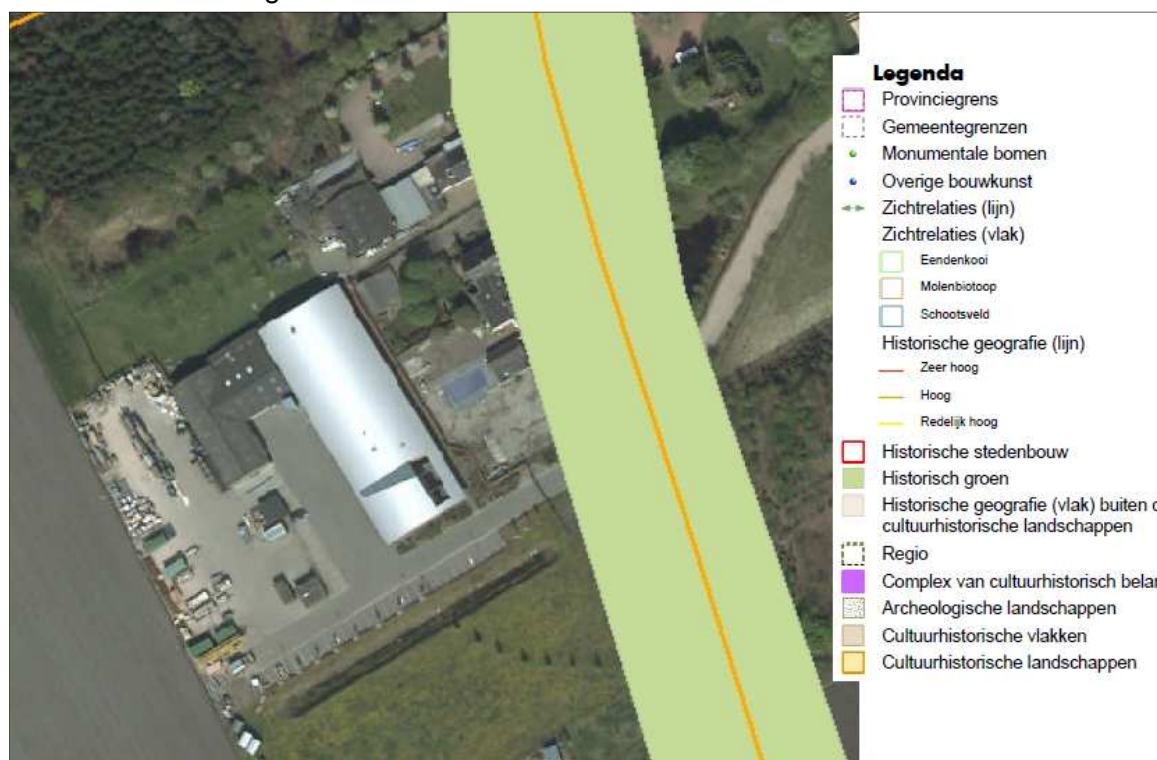 Legenda
Provinciegrens
Gemeentegrenzen
Monumentale bomen
Overige bouwkunst
Zichtrelaties (lijn)
Zichtrelaties (vlak)
Eendenkooi
Molenbiotoop
Schootsveld
Historische geografie (lijn)
Zeer hoog
Hoog
Redelijk hoog
Historische stedenbouw
Historisch groen
Historische geografie (vlak) buiten
cultuurhistorische landschappen
Regio
Complex van cultuurhistorisch
Archeologische landschappen
Cultuurhistorische vlakken
Cultuurhistorische landschappen